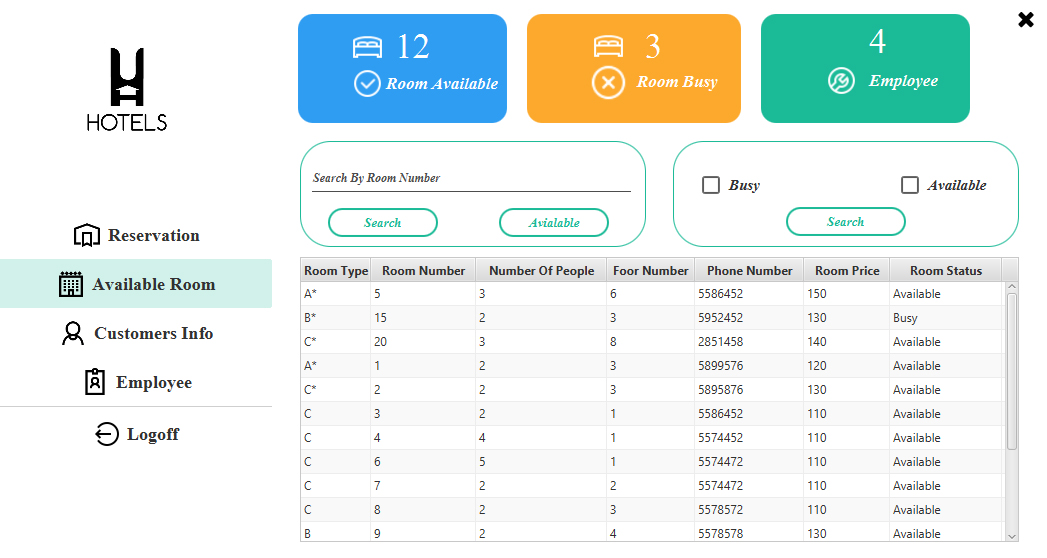 HOTELS
Reservation
Available Room
Customers Info
Employee
Logoff
12
Room Available
3
Room Busy
4
Employee
Search By Room Number
Search Avialable
Busy Available
Search
Room Type Room Number Number Of People Foor Number Phone Number Room Price Room Status
A* 5 3 6 5586452 150 Available
B* 15 2 3 5952452 130 Busy
C* 20 3 8 2851458 140 Available
A* 1 2 3 5899576 120 Available
C* 2 2 3 5895876 130 Available
C 3 2 1 5586452 110 Available
C 4 4 1 5574452 110 Available
C 6 5 1 5574472 110 Available
C 7 2 2 5574472 110 Available
C 8 2 3 5578572 110 Available
B 9 2 4 5578578 130 Available